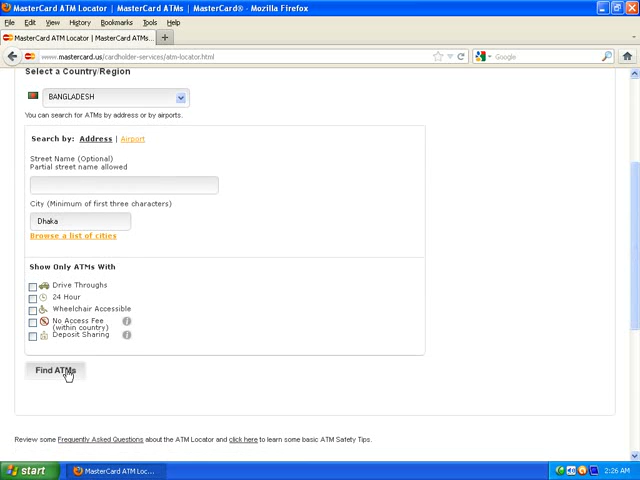 MasterCard ATM Locator | MasterCard ATMs | MasterCard® - Mozilla Firefox
File Edit View History Bookmarks Tools Help
MasterCard ATM Locator | MasterCard ATMs...
www.mastercard.us/cardholder-services/atm-locator.html
Google
Select a Country/Region
BANGLADESH
You can search for ATMs by address or by airports.
Search by: Address | Airport
Street Name (Optional)
Partial street name allowed
City (Minimum of first three characters)
Dhaka
Browse a list of cities
Show Only ATMs With
Drive Throughs
24 Hour
Wheelchair Accessible
No Access Fee
(within country)
Deposit Sharing
Find ATMs
Review some Frequently Asked Questions about the ATM Locator and click here to learn some basic ATM Safety Tips.
start
MasterCard ATM Loc...
2:26 AM